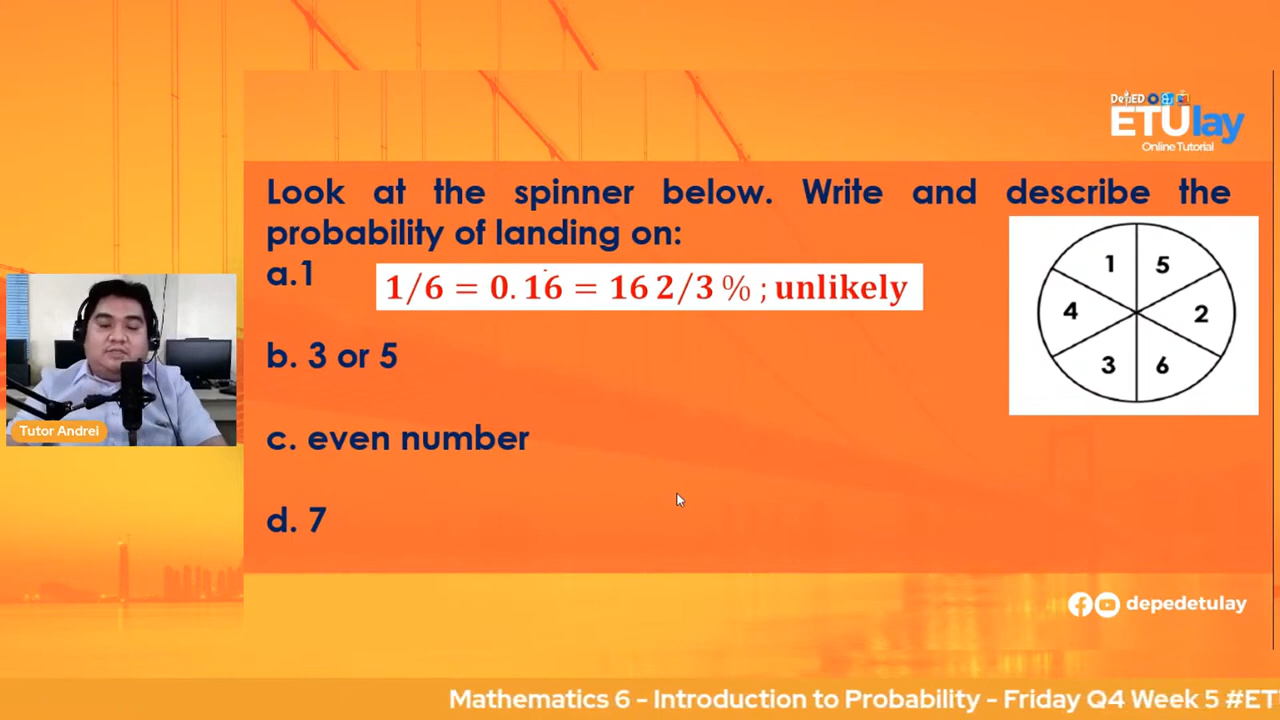 DepED
ETUlay
Online Tutorial
Look at the spinner below. Write and describe the
probability of landing on:
a.1
1/6 = 0.16 = 16 2/3 % ; unlikely
b. 3 or 5
c. even number
d. 7
1 5
4 2
3 6
Tutor Andrei
depedetulay
Mathematics 6 - Introduction to Probability - Friday Q4 Week 5 #ET